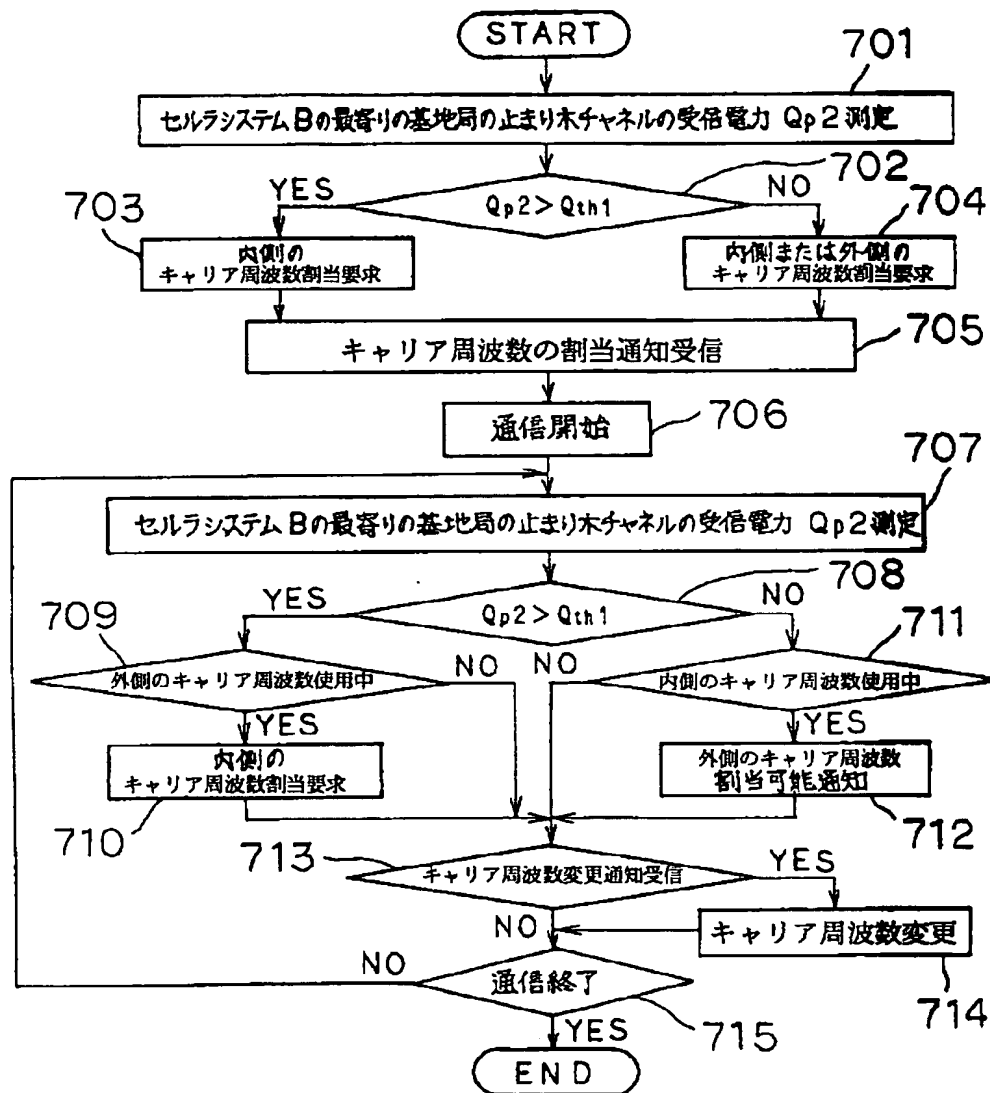 START
701
セルラシステムBの最寄りの基地局の止まり木チャネルの受信電力 Qp2 測定
702
YES
NO
Qp2>Qth1
703
704
内側の
キャリア周波数割当要求
内側または外側の
キャリア周波数割当要求
705
キャリア周波数の割当通知受信
706
通信開始
707
セルラシステムBの最寄りの基地局の止まり木チャネルの受信電力 Qp2測定
708
YES
NO
Qp2>Qth1
709
711
外側のキャリア周波数使用中
NO
NO
内側のキャリア周波数使用中
YES
YES
内側の
キャリア周波数割当要求
外側のキャリア周波数
割当可能通知
710
712
713
キャリア周波数変更通知受信
YES
NO
キャリア周波数変更
714
NO
通信終了
715
YES
END